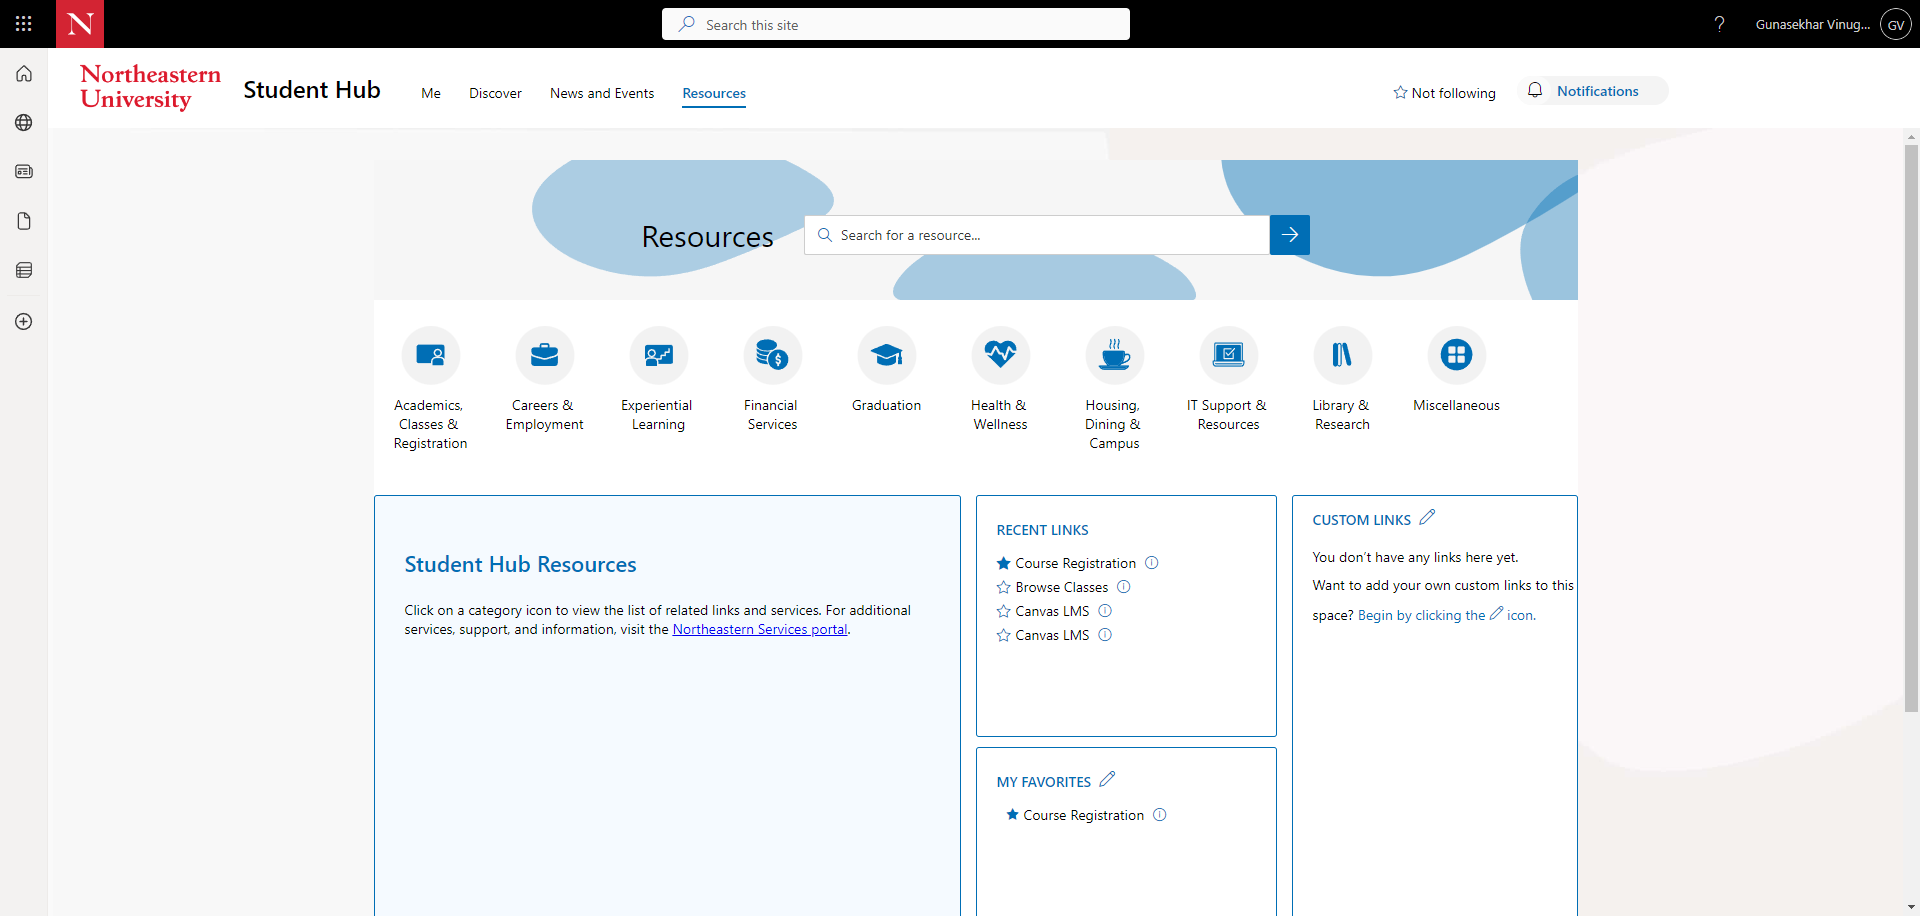 N
Search this site
?
Gunasekhar Vinug...
GV
Northeastern
University
Student Hub
Me
Discover
News and Events
Resources
Not following
Notifications
Resources
Search for a resource...
Academics,
Classes &
Registration
Careers &
Employment
Experiential
Learning
Financial
Services
Graduation
Health &
Wellness
Housing,
Dining &
Campus
IT Support &
Resources
Library &
Research
Miscellaneous
Student Hub Resources
Click on a category icon to view the list of related links and services. For additional
services, support, and information, visit the Northeastern Services portal.
RECENT LINKS
Course Registration
Browse Classes
Canvas LMS
Canvas LMS
MY FAVORITES
Course Registration
CUSTOM LINKS
You don’t have any links here yet.
Want to add your own custom links to this
space? Begin by clicking the icon.